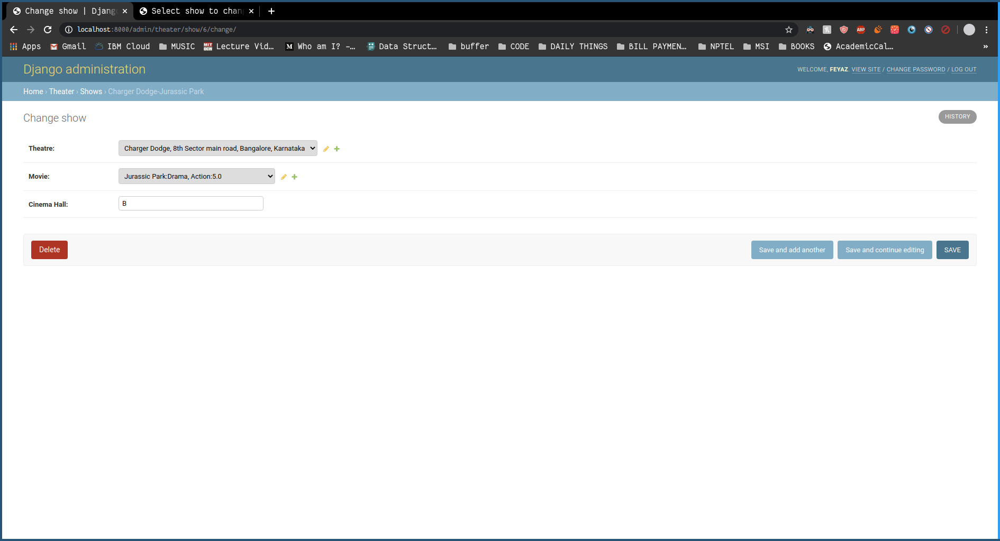 Change show | Djang
Select show to chan
localhost:8000/admin/theater/show/6/change/
ABP
Apps
Gmail
IBM Cloud
MUSIC
MIT OCW
Lecture Vid…
M
Who am I? –…
Data Struct…
buffer
CODE
DAILY THINGS
BILL PAYMEN…
NPTEL
MSI
BOOKS
AcademicCal…
»
Django administration
WELCOME, FEYAZ. VIEW SITE / CHANGE PASSWORD / LOG OUT
Home › Theater › Shows › Charger Dodge-Jurassic Park
Change show
HISTORY
Theatre: Charger Dodge, 8th Sector main road, Bangalore, Karnataka
Movie: Jurassic Park:Drama, Action:5.0
Cinema Hall: B
Delete
Save and add another
Save and continue editing
SAVE